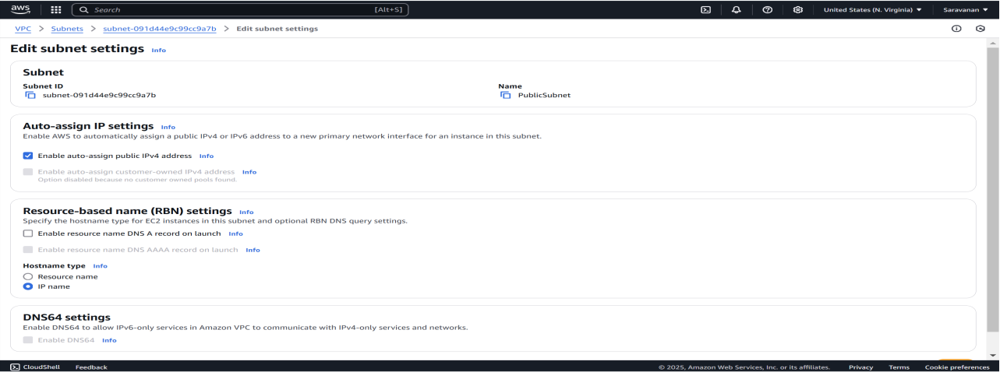 aws Search [Alt+S] United States (N. Virginia) Saravanan
VPC > Subnets > subnet-091d44e9c99cc9a7b > Edit subnet settings
Edit subnet settings Info
Subnet
Subnet ID
subnet-091d44e9c99cc9a7b
Name
PublicSubnet
Auto-assign IP settings Info
Enable AWS to automatically assign a public IPv4 or IPv6 address to a new primary network interface for an instance in this subnet.
Enable auto-assign public IPv4 address Info
Enable auto-assign customer-owned IPv4 address Info
Option disabled because no customer owned pools found.
Resource-based name (RBN) settings Info
Specify the hostname type for EC2 instances in this subnet and optional RBN DNS query settings.
Enable resource name DNS A record on launch Info
Enable resource name DNS AAAA record on launch Info
Hostname type Info
Resource name
IP name
DNS64 settings
Enable DNS64 to allow IPv6-only services in Amazon VPC to communicate with IPv4-only services and networks.
Enable DNS64 Info
CloudShell Feedback © 2025, Amazon Web Services, Inc. or its affiliates. Privacy Terms Cookie preferences